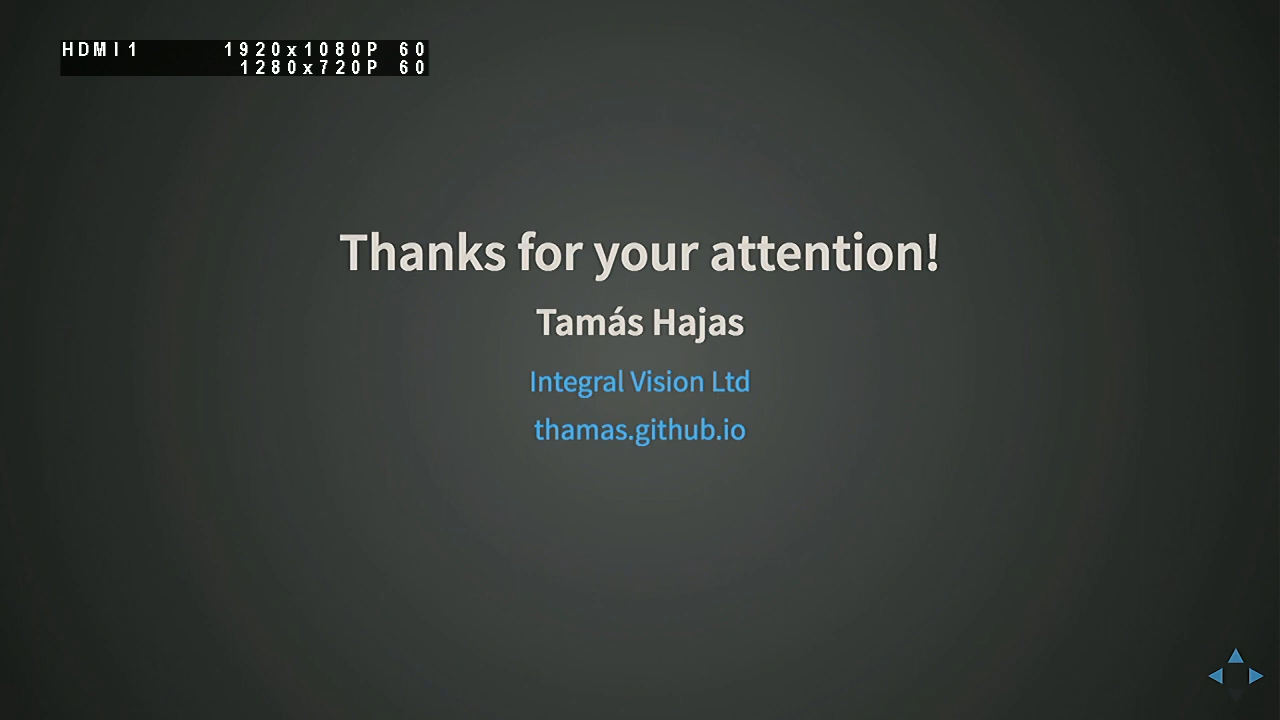 HDMI1 1920x1080P 60
1280x720P 60
Thanks for your attention!
Tamás Hajas
Integral Vision Ltd
thamas.github.io